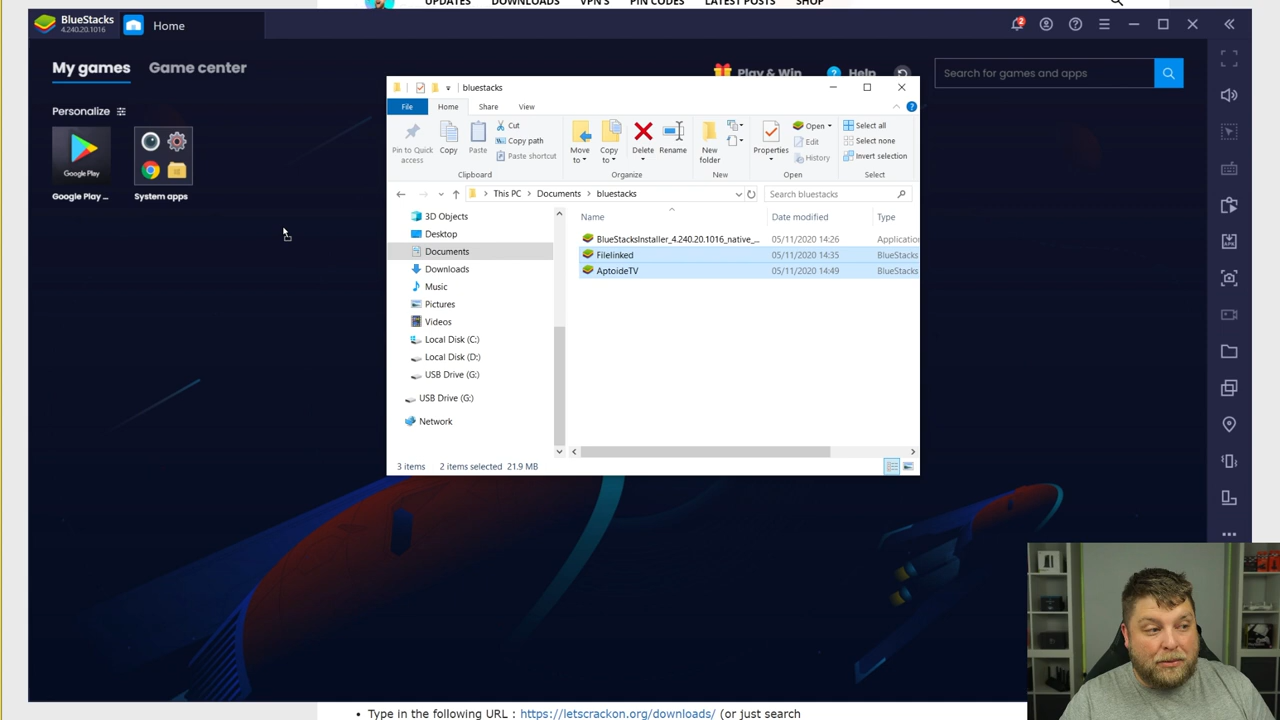 UPDATES DOWNLOADS VPN'S PIN CODES LATEST POSTS SHOP
BlueStacks
4.240.20.1016
Home
2
My games Game center
Play & Win
Help
Search for games and apps
Personalize
Google Play
Google Play ...
System apps
bluestacks
File Home Share View
Pin to Quick access
Copy
Paste
Cut
Copy path
Paste shortcut
Clipboard
Move to
Copy to
Delete
Rename
Organize
New folder
New
Properties
Open
Edit
History
Open
Select all
Select none
Invert selection
Select
This PC > Documents > bluestacks
Search bluestacks
Name Date modified Type
3D Objects
Desktop
Documents
Downloads
Music
Pictures
Videos
Local Disk (C:)
Local Disk (D:)
USB Drive (G:)
USB Drive (G:)
Network
BlueStacksInstaller_4.240.20.1016_native_... 05/11/2020 14:26 Application
Filelinked 05/11/2020 14:35 BlueStacks
AptoideTV 05/11/2020 14:49 BlueStacks
3 items 2 items selected 21.9 MB
• Type in the following URL : https://letscrackon.org/downloads/ (or just search